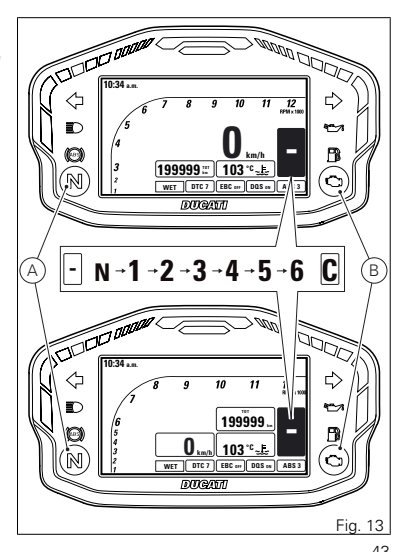 10:34 a.m.
6 7 8 9 10 11 12
RPM x 1000
5
4
3
2
1
0 km/h
199999 TOT km
103 °C
WET DTC 7 EBC OFF DQS ON ABS 3
-
ABS
N
DUCATI
A
B
- N→1→2→3→4→5→6 C
10:34 a.m.
7 8 9 10 11
6
5
4
3
2
1
TOT
199999 km
0 km/h
103 °C
-
WET DTC 7 EBC OFF DQS ON ABS 3
ABS
N
DUCATI
Fig. 13